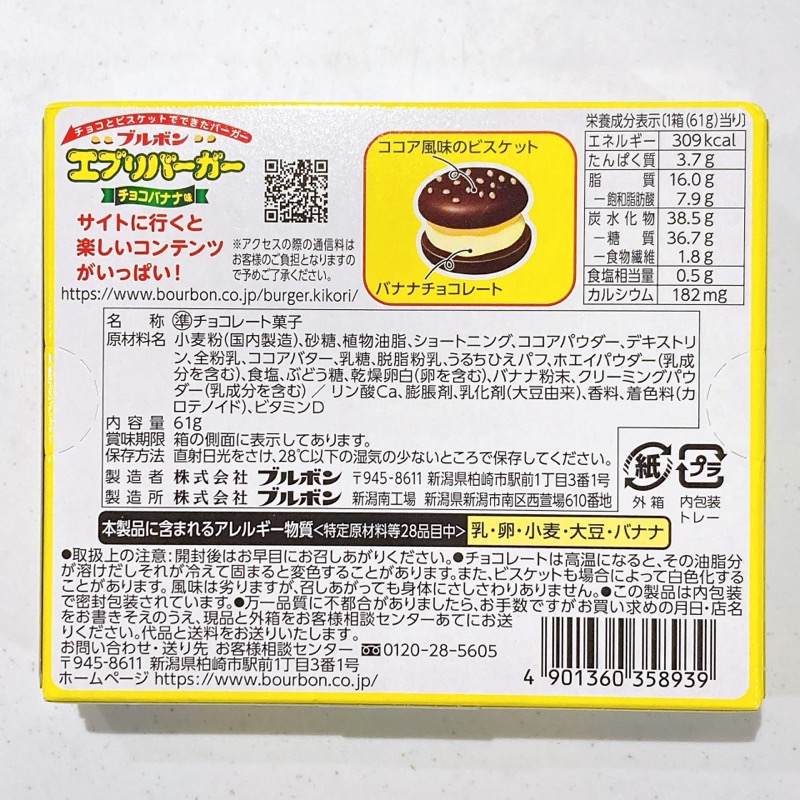 チョコとビスケットでできたバーガー
ブルボン
エブリバーガー
チョコバナナ味
サイトに行くと
楽しいコンテンツ
がいっぱい!
※アクセスの際の通信料は
お客様のご負担となりますの
で予めご了承ください。
https://www.bourbon.co.jp/burger.kikori/
ココア風味のビスケット
バナナチョコレート
栄養成分表示[1箱(61g)当り]
エネルギー 309kcal
たんぱく質 3.7g
脂質 16.0g
-飽和脂肪酸 7.9g
炭水化物 38.5g
-糖質 36.7g
-食物繊維 1.8g
食塩相当量 0.5g
カルシウム 182mg
名称 ㊜チョコレート菓子
原材料名 小麦粉(国内製造)、砂糖、植物油脂、ショートニング、ココアパウダー、デキストリ
ン、全粉乳、ココアバター、乳糖、脱脂粉乳、うるちひえパフ、ホエイパウダー(乳成
分を含む)、食塩、ぶどう糖、乾燥卵白(卵を含む)、バナナ粉末、クリーミングパウ
ダー(乳成分を含む)/リン酸Ca、膨脹剤、乳化剤(大豆由来)、香料、着色料(カ
ロテノイド)、ビタミンD
内容量 61g
賞味期限 箱の側面に表示してあります。
保存方法 直射日光をさけ、28℃以下の湿気の少ないところで保存してください。
製造者 株式会社 ブルボン 〒945-8611 新潟県柏崎市駅前1丁目3番1号
製造所 株式会社 ブルボン 新潟南工場 新潟県新潟市南区西萱場610番地
紙
外箱
プラ
内包装
トレー
本製品に含まれるアレルギー物質<特定原材料等28品目中> 乳・卵・小麦・大豆・バナナ
●取扱上の注意:開封後はお早目にお召しあがりください。●チョコレートは高温になると、その油脂分
が溶けだしそれが冷えて固まると変色することがあります。また、ビスケットも場合によって白色化する
ことがあります。風味は劣りますが、召しあがっても身体にさしさわりありません。●この製品は内包装
で密封包装されています。●万一品質に不都合がありましたら、お手数ですがお買い求めの月日・店名
をお書きそえのうえ、現品と外箱をお客様相談センターあてにお送
りください。代品と送料をお送りいたします。
お問い合わせ・送り先 お客様相談センター 0120-28-5605
〒945-8611 新潟県柏崎市駅前1丁目3番1号
ホームページ https://www.bourbon.co.jp/
4 901360 358939